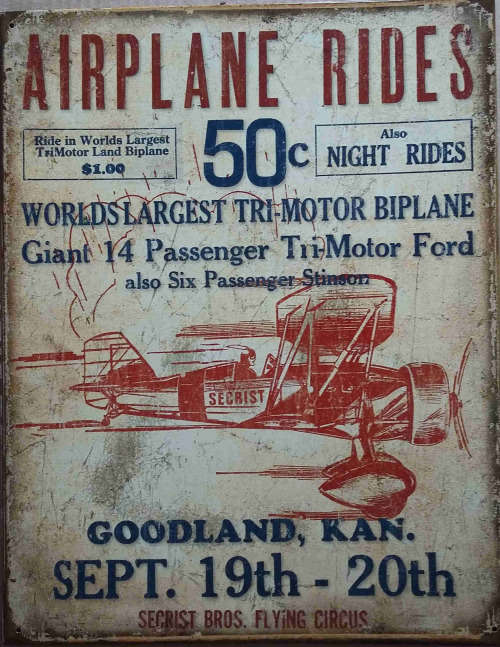 AIRPLANE RIDES
Ride in Worlds Largest
TriMotor Land Biplane
$1.00
50c
Also
NIGHT RIDES
WORLDS LARGEST TRI-MOTOR BIPLANE
Giant 14 Passenger Tri-Motor Ford
also Six Passenger Stinson
SECRIST
GOODLAND, KAN.
SEPT. 19th - 20th
SECRIST BROS. FLYiNG CIRCUS